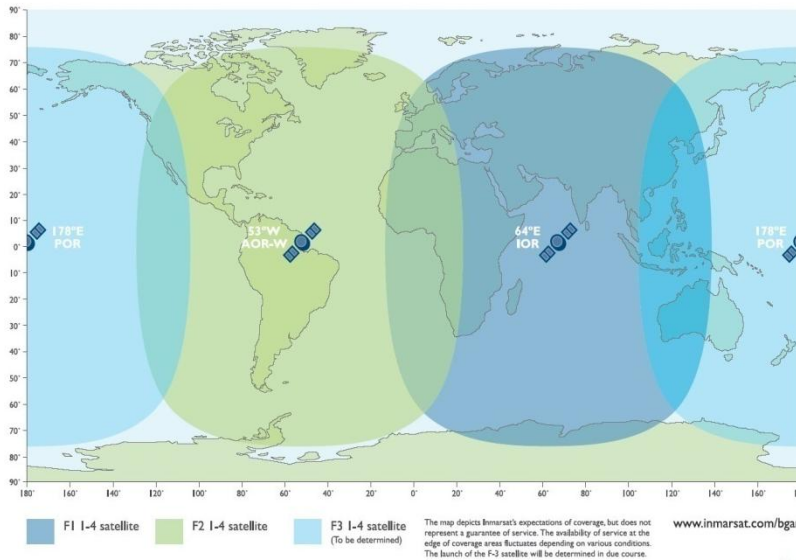 90˚
80˚
70˚
60˚
50˚
40˚
30˚
20˚
10˚
0˚
10˚
20˚
30˚
40˚
50˚
60˚
70˚
80˚
90˚
178°E
POR
53°W
AOR-W
64°E
IOR
178°E
POR
180˚ 160˚ 140˚ 120˚ 100˚ 80˚ 60˚ 40˚ 20˚ 0˚ 20˚ 40˚ 60˚ 80˚ 100˚ 120˚ 140˚ 160˚
F1 I-4 satellite
F2 I-4 satellite
F3 I-4 satellite
(To be determined)
The map depicts Inmarsat's expectations of coverage, but does not
represent a guarantee of service. The availability of service at the
edge of coverage areas fluctuates depending on various conditions.
The launch of the F-3 satellite will be determined in due course.
www.inmarsat.com/bga